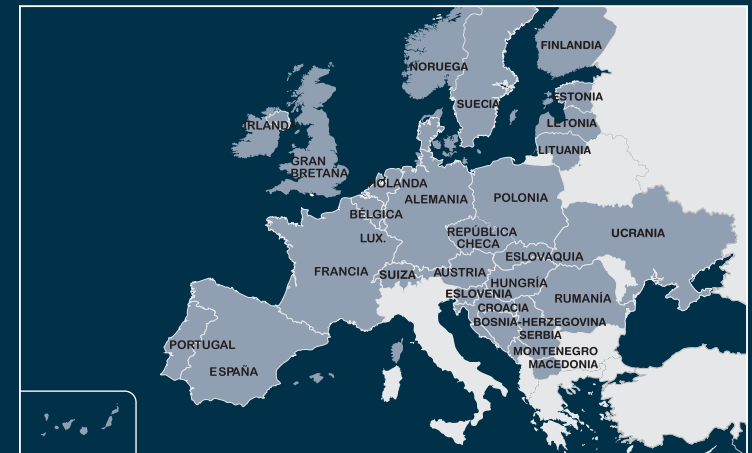 FINLANDIA
NORUEGA
SUECIA
ESTONIA
LETONIA
LITUANIA
IRLANDA
GRAN
BRETAÑA
HOLANDA
ALEMANIA
POLONIA
BÉLGICA
LUX.
REPÚBLICA
CHECA
UCRANIA
ESLOVAQUIA
FRANCIA
SUIZA
AUSTRIA
HUNGRÍA
ESLOVENIA
RUMANÍA
CROACIA
BOSNIA-HERZEGOVINA
SERBIA
PORTUGAL
MONTENEGRO
MACEDONIA
ESPAÑA